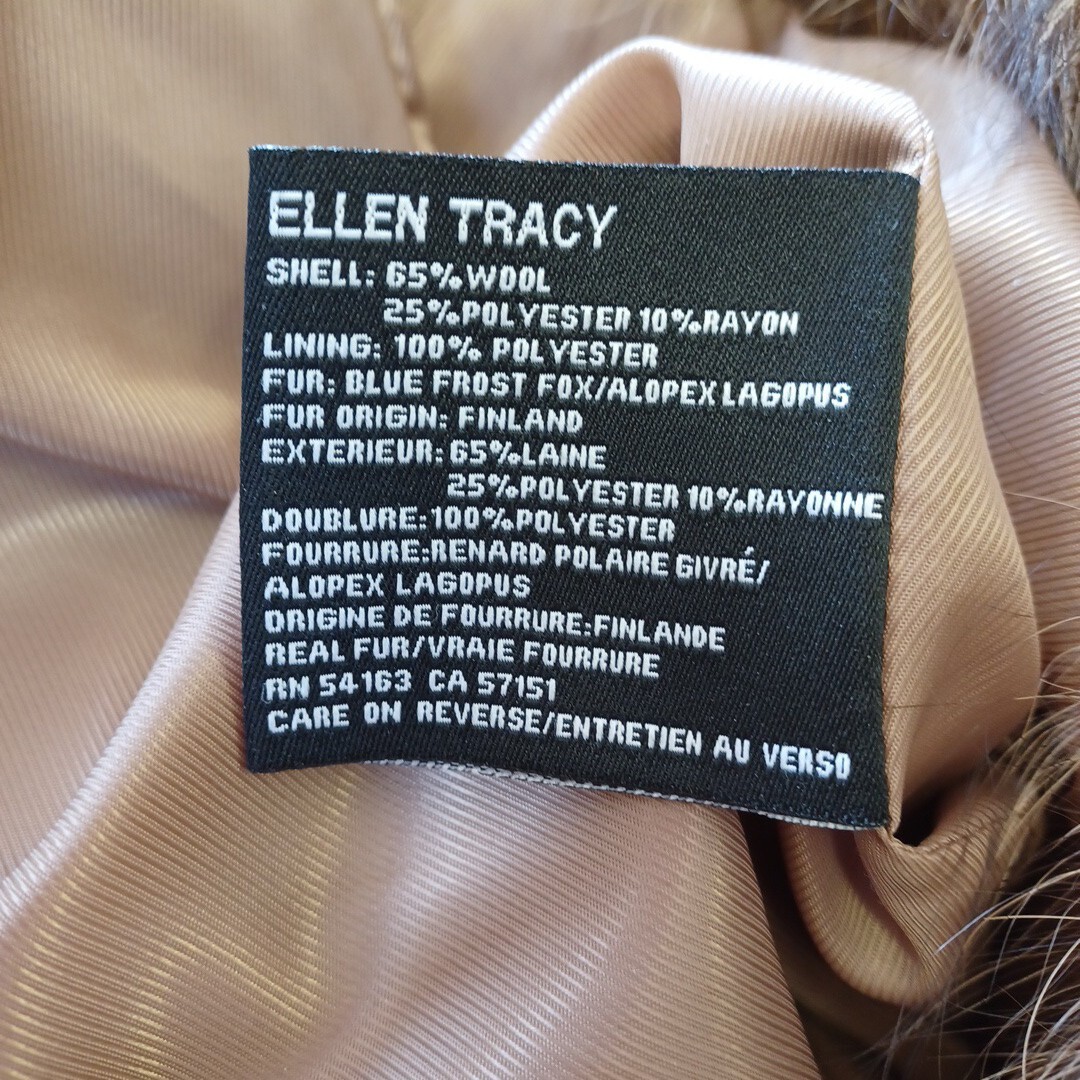 ELLEN TRACY
SHELL: 65%WOOL
25%POLYESTER 10%RAYON
LINING: 100% POLYESTER
FUR: BLUE FROST FOX/ALOPEX LAGOPUS
FUR ORIGIN: FINLAND
EXTERIEUR: 65%LAINE
25%POLYESTER 10%RAYONNE
DOUBLURE:100%POLYESTER
FOURRURE:RENARD POLAIRE GIVRÉ/
ALOPEX LAGOPUS
ORIGINE DE FOURRURE:FINLANDE
REAL FUR/VRAIE FOURRURE
RN 54163 CA 57151
CARE ON REVERSE/ENTRETIEN AU VERSO